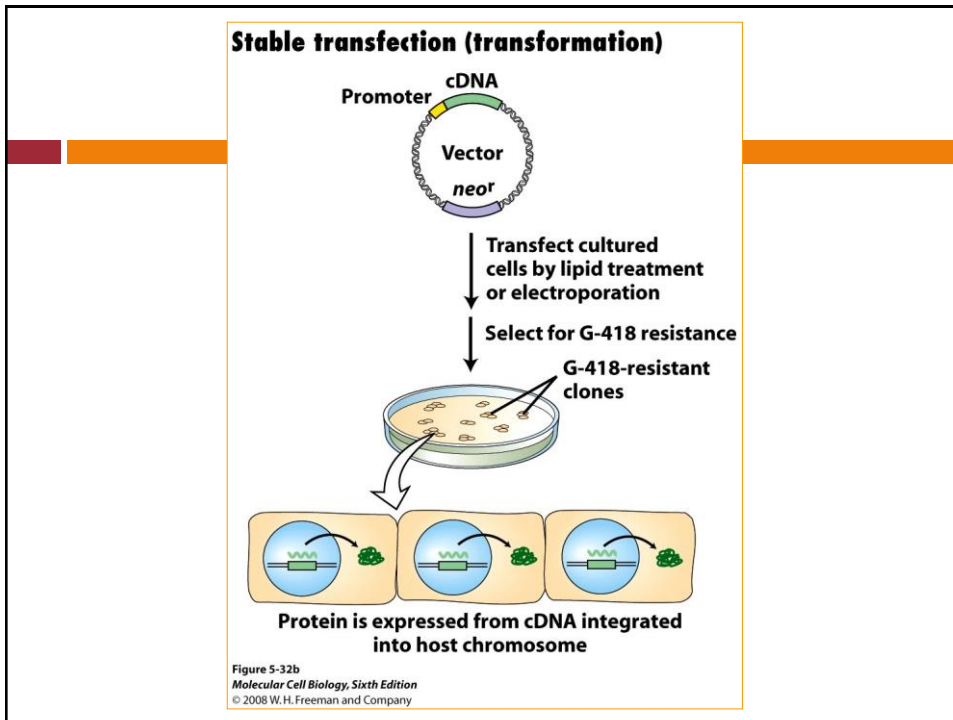 Stable transfection (transformation)
cDNA
Promoter
Vector
neoʳ
Transfect cultured
cells by lipid treatment
or electroporation
Select for G-418 resistance
G-418-resistant
clones
Protein is expressed from cDNA integrated
into host chromosome
Figure 5-32b
Molecular Cell Biology, Sixth Edition
© 2008 W. H. Freeman and Company